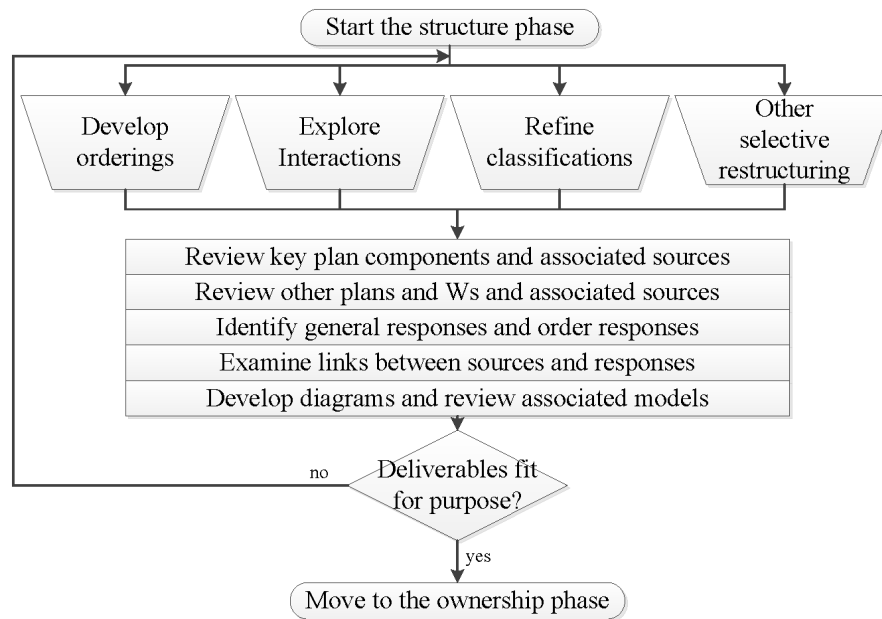 Start the structure phase
Develop
orderings
Explore
Interactions
Refine
classifications
Other
selective
restructuring
Review key plan components and associated sources
Review other plans and Ws and associated sources
Identify general responses and order responses
Examine links between sources and responses
Develop diagrams and review associated models
Deliverables fit
for purpose?
no
yes
Move to the ownership phase